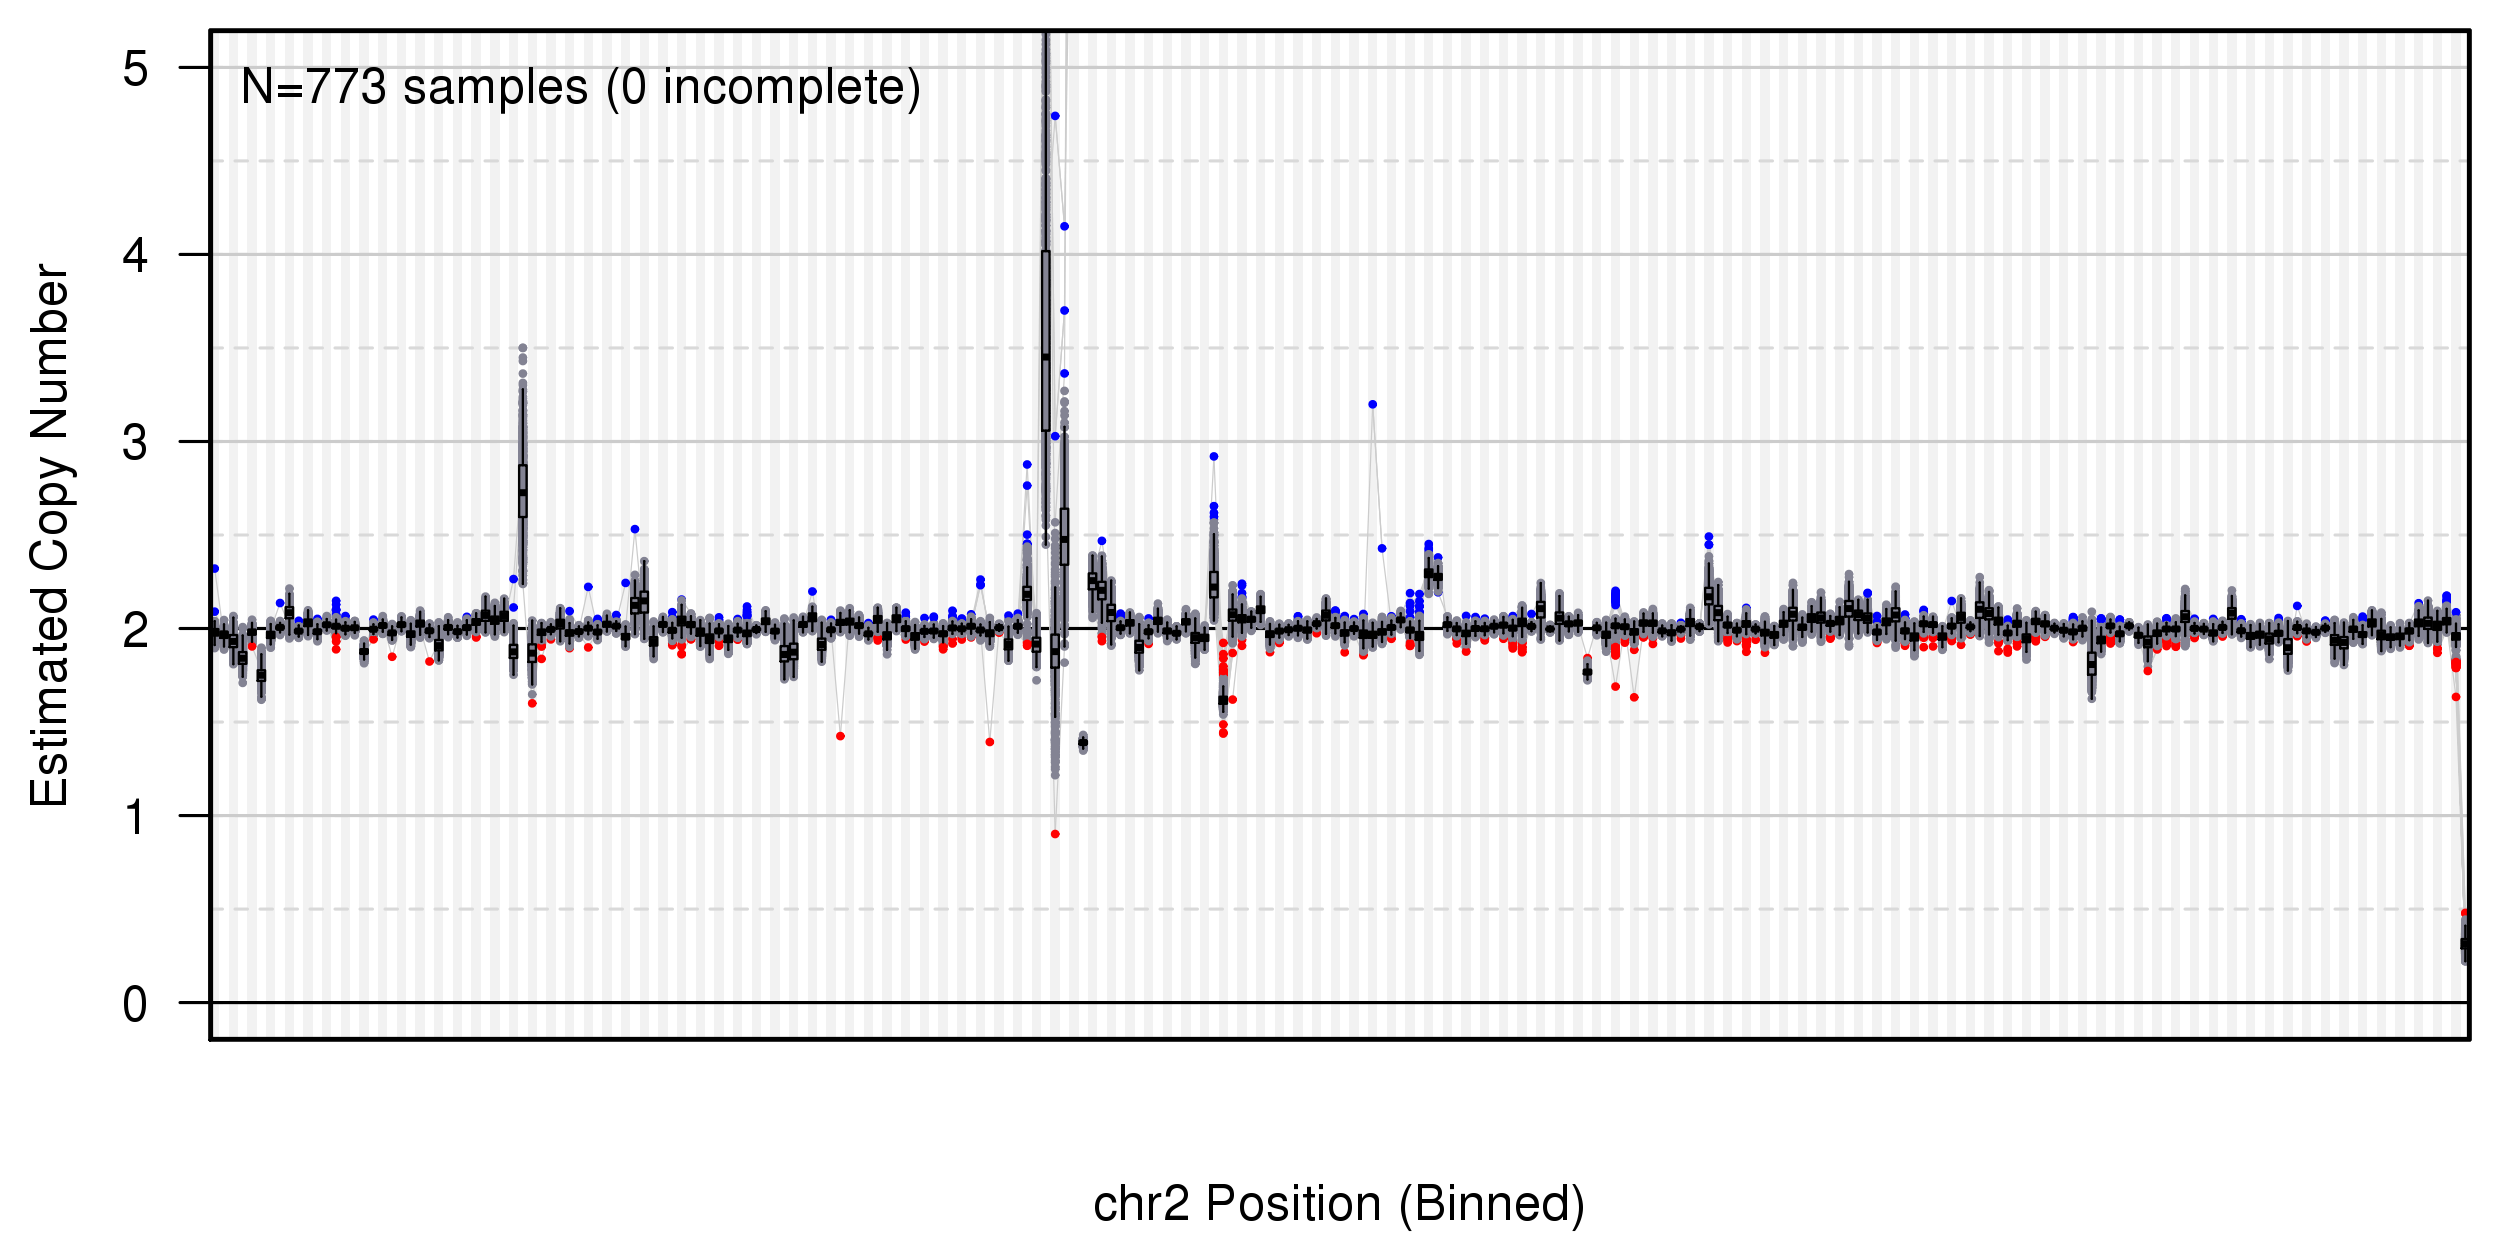 N=773 samples (0 incomplete)
5
4
3
2
1
0
Estimated Copy Number
chr2 Position (Binned)